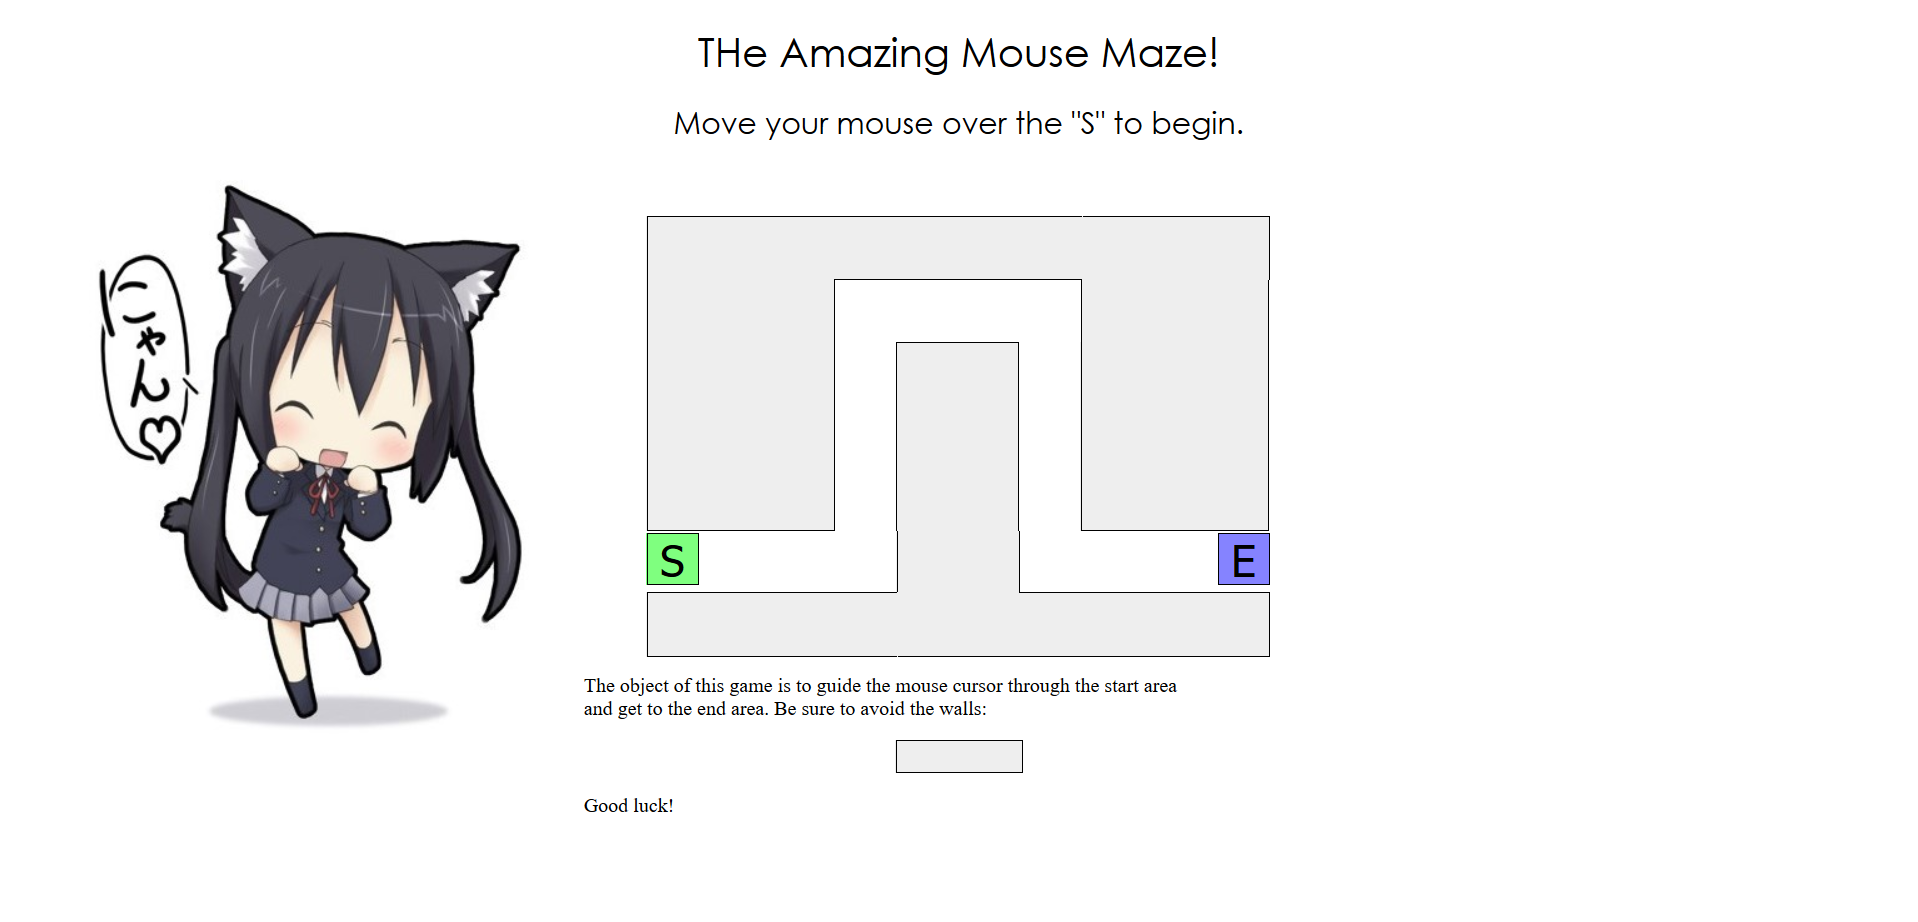 THe Amazing Mouse Maze!
Move your mouse over the "S" to begin.
にゃん♡
S
E
The object of this game is to guide the mouse cursor through the start area
and get to the end area. Be sure to avoid the walls:
Good luck!